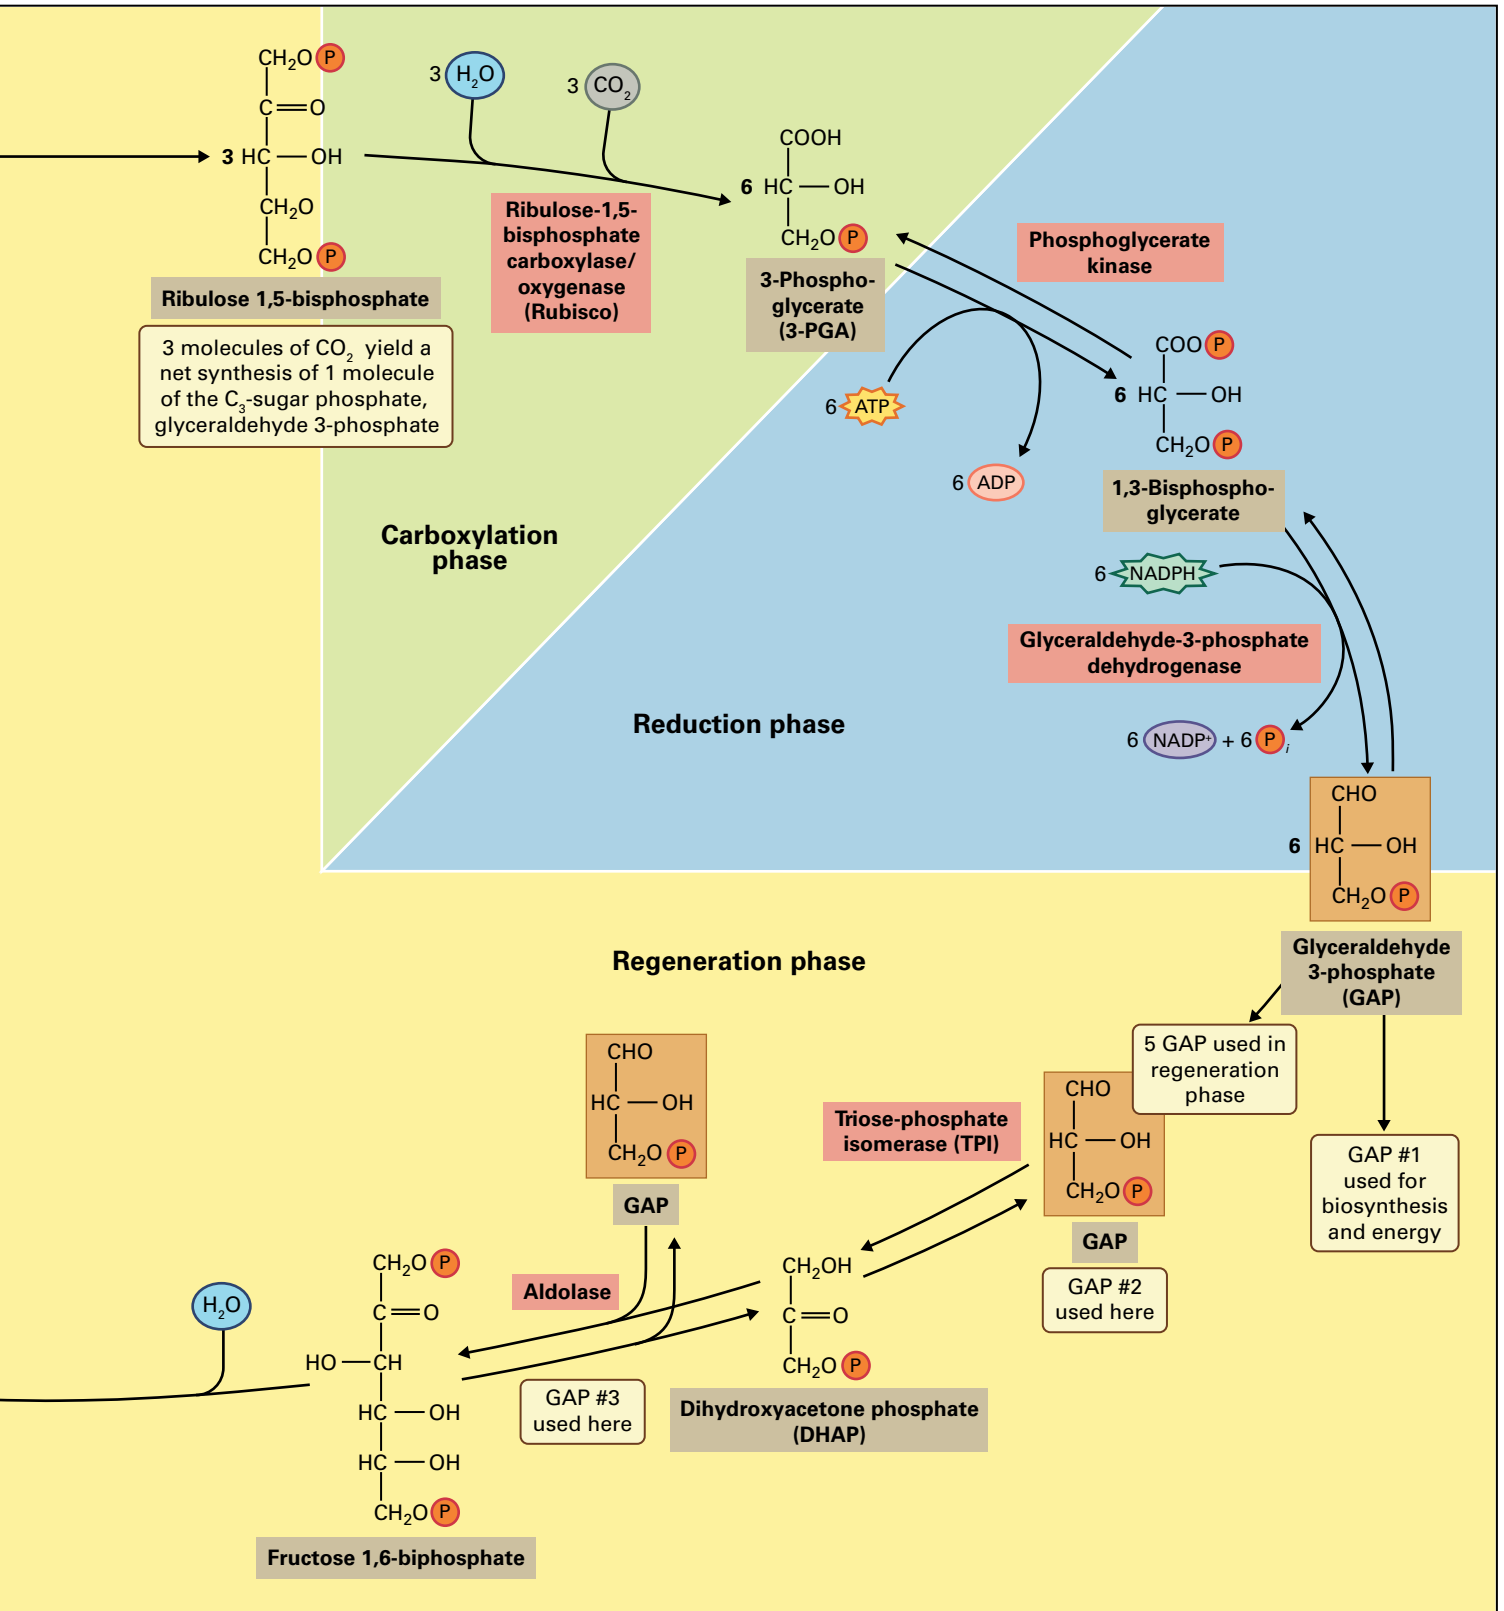 CH₂O P
C=O
3 HC—OH
CH₂O
CH₂O P
Ribulose 1,5-bisphosphate
3 molecules of CO₂ yield a
net synthesis of 1 molecule
of the C₃-sugar phosphate,
glyceraldehyde 3-phosphate
3 H₂O
3 CO₂
Ribulose-1,5-
bisphosphate
carboxylase/
oxygenase
(Rubisco)
COOH
6 HC—OH
CH₂O P
3-Phospho-
glycerate
(3-PGA)
Phosphoglycerate
kinase
6 ATP
6 ADP
COO P
6 HC—OH
CH₂O P
1,3-Bisphospho-
glycerate
Carboxylation
phase
6 NADPH
Glyceraldehyde-3-phosphate
dehydrogenase
Reduction phase
6 NADP⁺ + 6 P i
CHO
6 HC—OH
CH₂O P
Glyceraldehyde
3-phosphate
(GAP)
Regeneration phase
5 GAP used in
regeneration
phase
GAP #1
used for
biosynthesis
and energy
CHO
HC—OH
CH₂O P
GAP
GAP #2
used here
Triose-phosphate
isomerase (TPI)
CH₂OH
C=O
CH₂O P
Dihydroxyacetone phosphate
(DHAP)
CHO
HC—OH
CH₂O P
GAP
Aldolase
GAP #3
used here
CH₂O P
C=O
HO—CH
HC—OH
HC—OH
CH₂O P
Fructose 1,6-biphosphate
H₂O